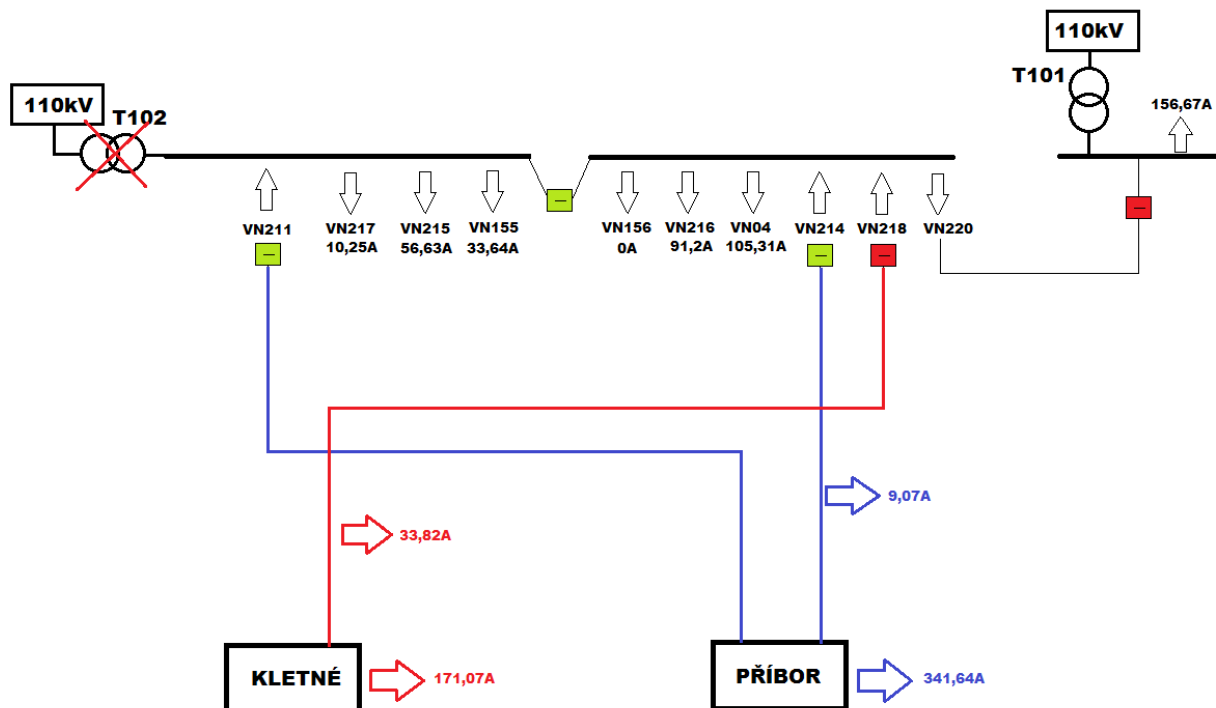 110kV
T101
156,67A
110kV
T102
VN211
VN217
10,25A
VN215
56,63A
VN155
33,64A
VN156
0A
VN216
91,2A
VN04
105,31A
VN214
VN218
VN220
9,07A
33,82A
KLETNÉ
171,07A
PŘÍBOR
341,64A